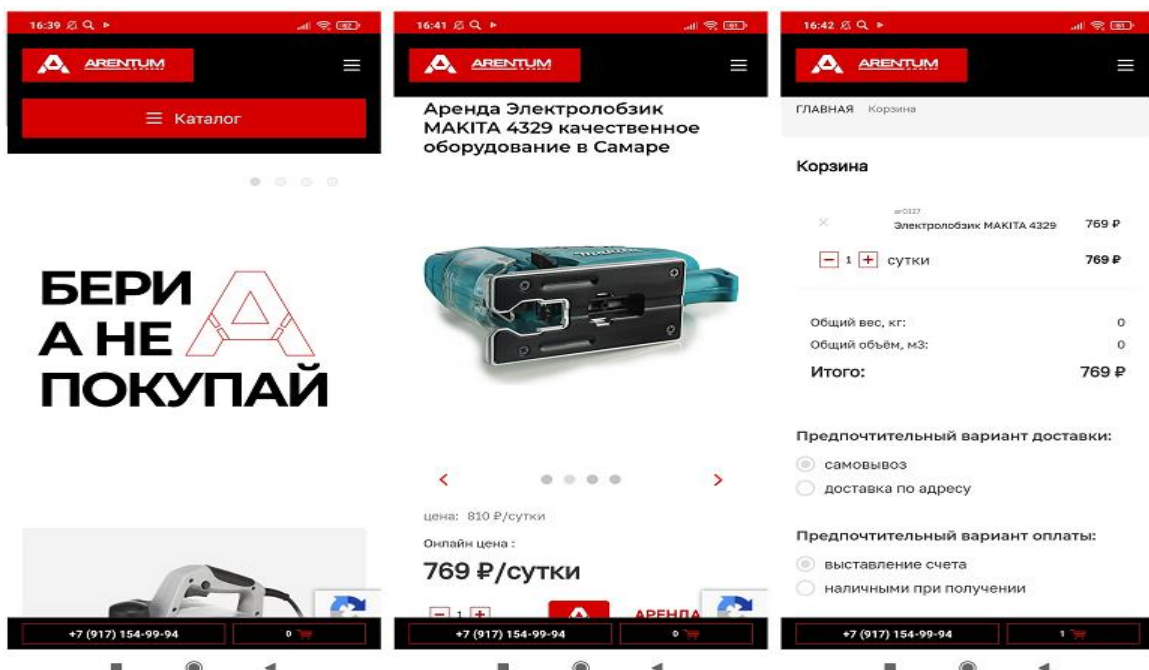 16:39
62
ARENTUM
Каталог
БЕРИ
А НЕ
ПОКУПАЙ
+7 (917) 154-99-94
0
16:41
61
ARENTUM
Аренда Электролобзик
MAKITA 4329 качественное
оборудование в Самаре
цена: 810 ₽/сутки
Онлайн цена :
769 ₽/сутки
1
АРЕНДА
+7 (917) 154-99-94
0
16:42
61
ARENTUM
ГЛАВНАЯ Корзина
Корзина
Электролобзик MAKITA 4329 769 ₽
1 сутки 769 ₽
Общий вес, кг: 0
Общий объём, м3: 0
Итого: 769 ₽
Предпочтительный вариант доставки:
самовывоз
доставка по адресу
Предпочтительный вариант оплаты:
выставление счета
наличными при получении
+7 (917) 154-99-94
1